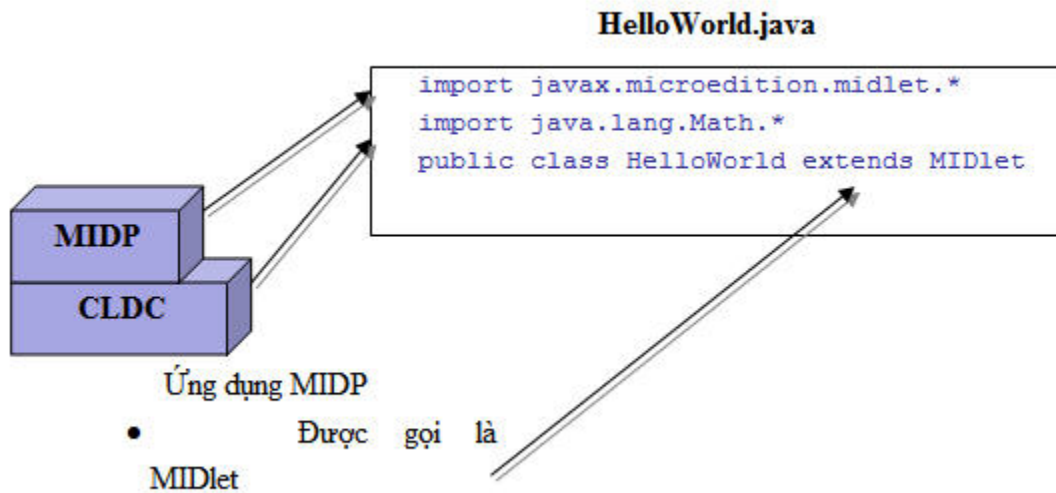 HelloWorld.java
import javax.microedition.midlet.*
import java.lang.Math.*
public class HelloWorld extends MIDlet
MIDP
CLDC
Ứng dụng MIDP
• Được gọi là
MIDlet